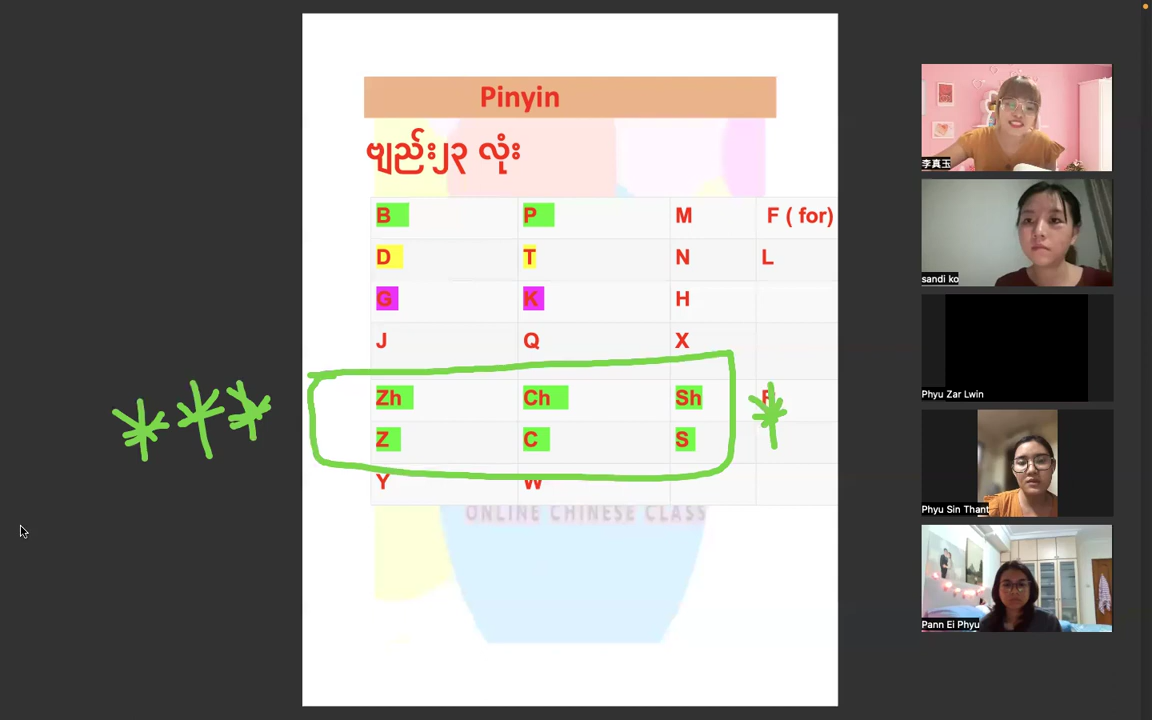 Pinyin
ဗျည်း၂၃ လုံး
B P M F ( for)
D T N L
G K H
J Q X
Zh Ch Sh
Z C S
Y W
ONLINE CHINESE CLASS
李真玉
sandi ko
Phyu Zar Lwin
Phyu Sin Thant
Pann Ei Phyu